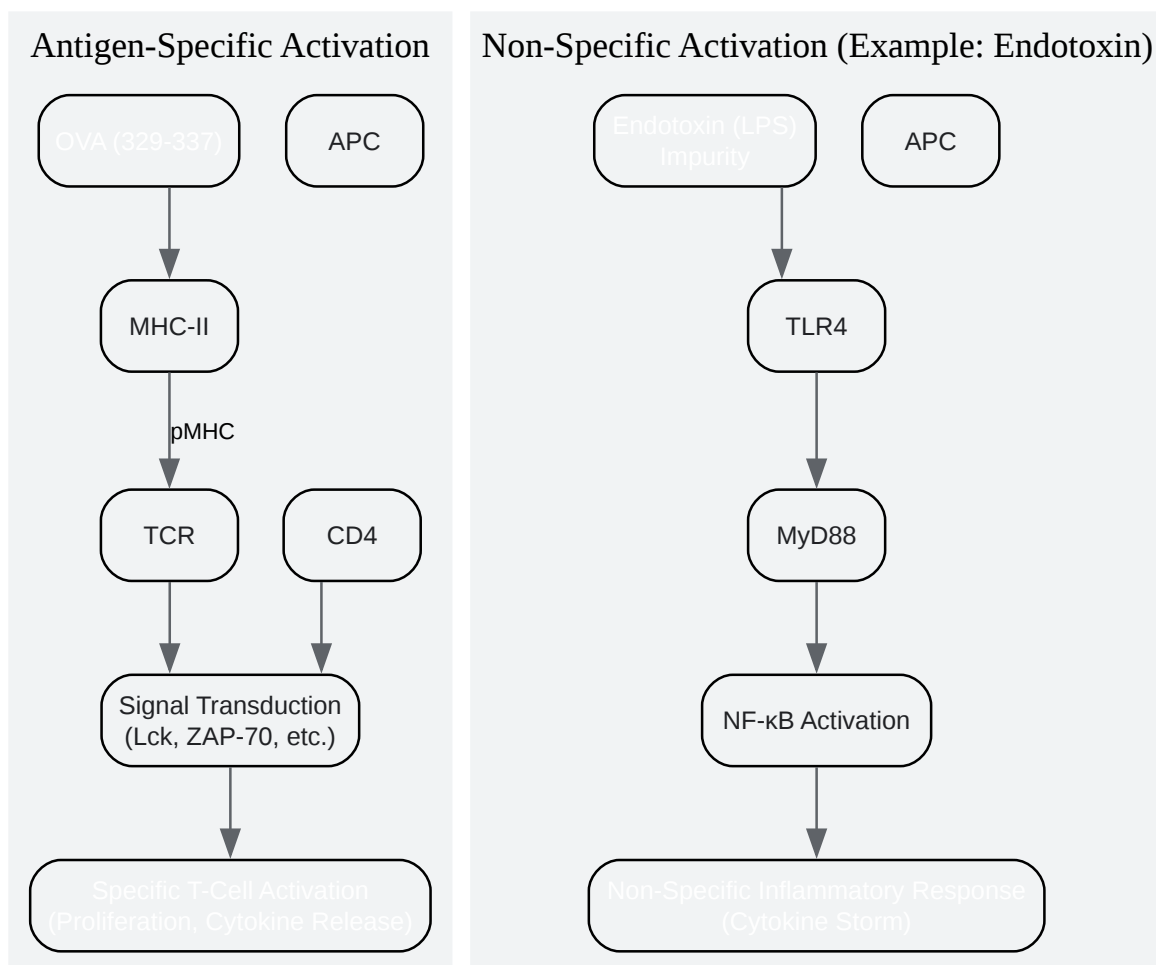 Antigen-Specific Activation
OVA (329-337)
APC
MHC-II
pMHC
TCR
CD4
Signal Transduction
(Lck, ZAP-70, etc.)
Specific T-Cell Activation
(Proliferation, Cytokine Release)
Non-Specific Activation (Example: Endotoxin)
Endotoxin (LPS)
Impurity
APC
TLR4
MyD88
NF-κB Activation
Non-Specific Inflammatory Response
(Cytokine Storm)